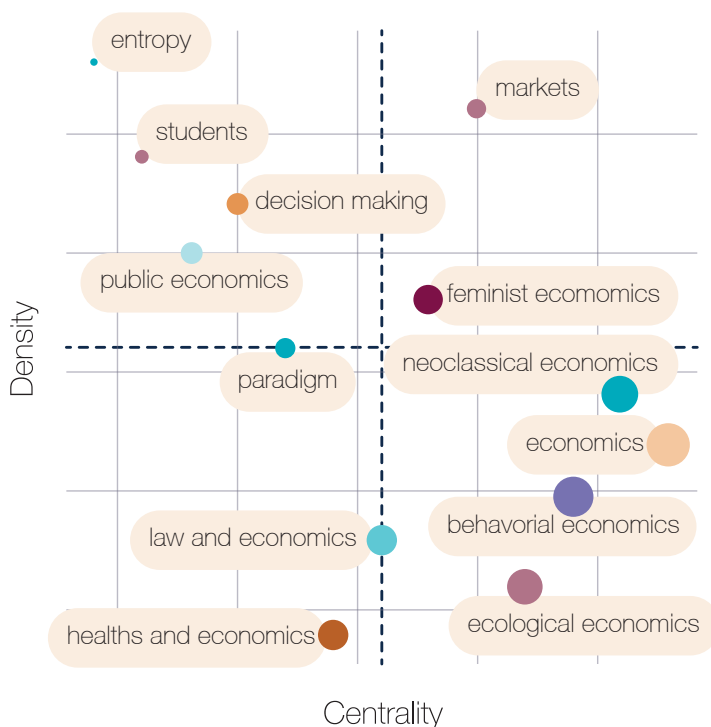 entropy
markets
students
decision making
public economics
feminist ecomomics
Density
neoclassical economics
paradigm
economics
law and economics
behavorial economics
healths and economics
ecological economics
Centrality